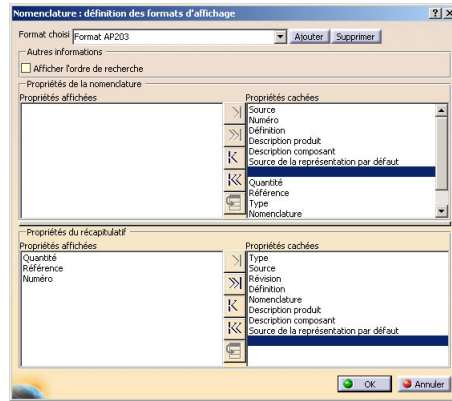 Nomenclature : définition des formats d'affichage
Format choisi Format AP203 Ajouter Supprimer
Autres informations
Afficher l'ordre de recherche
Propriétés de la nomenclature
Propriétés affichées
Propriétés cachées
Source
Numéro
Définition
Description produit
Description composant
Source de la représentation par défaut
Quantité
Référence
Type
Nomenclature
Propriétés du récapitulatif
Propriétés affichées
Quantité
Référence
Numéro
Propriétés cachées
Type
Source
Révision
Définition
Nomenclature
Description produit
Description composant
Source de la représentation par défaut
OK Annuler